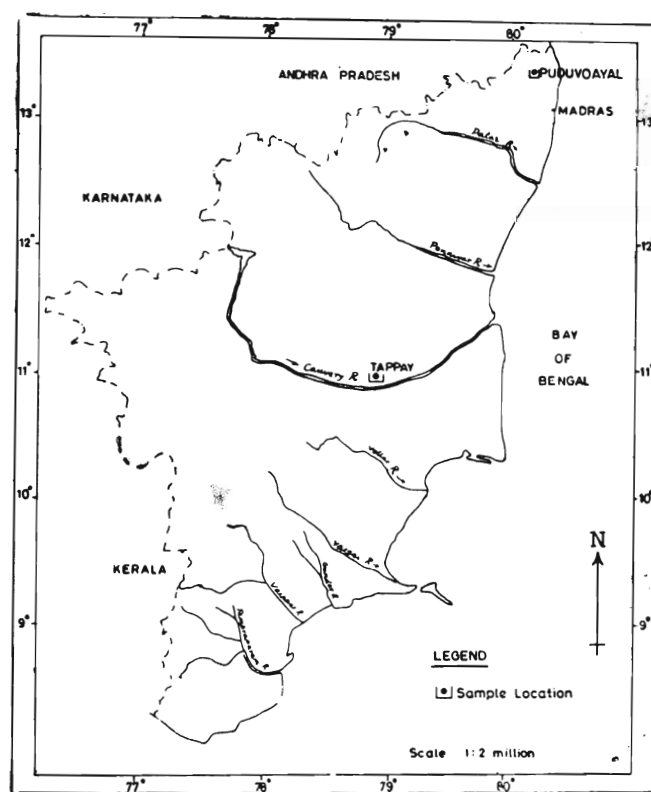 77° 78° 79° 80°
ANDHRA PRADESH
PUDUVOAYAL
13° MADRAS 13
Palar R.
KARNATAKA
12° 12
Ponnaiyar R
BAY
OF
BENGAL
11° 11
Cauvery R
TAPPAY
Vellar R
10° 10°
Vaigai R
KERALA
N
Gundar R
Vaippar R
9° 9°
LEGEND
Sample Location
Scale 1:2 million
77 78 79 80